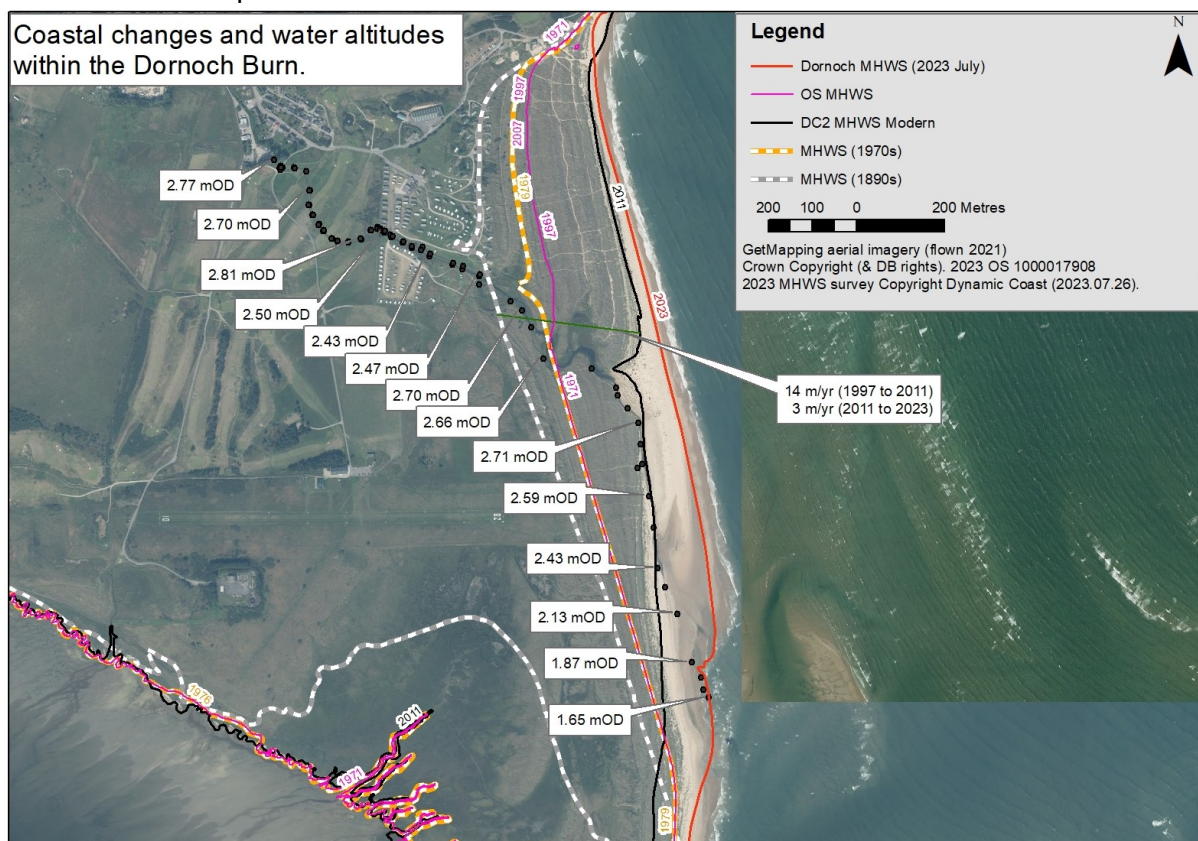 Coastal changes and water altitudes
within the Dornoch Burn.
Legend
Dornoch MHWS (2023 July)
OS MHWS
DC2 MHWS Modern
MHWS (1970s)
MHWS (1890s)
200 100 0 200 Metres
GetMapping aerial imagery (flown 2021)
Crown Copyright (& DB rights). 2023 OS 1000017908
2023 MHWS survey Copyright Dynamic Coast (2023.07.26).
N
1971
1997
2007
1979
1997
2011
2023
2.77 mOD
2.70 mOD
2.81 mOD
2.50 mOD
2.43 mOD
2.47 mOD
2.70 mOD
2.66 mOD
1971
14 m/yr (1997 to 2011)
3 m/yr (2011 to 2023)
2.71 mOD
2.59 mOD
2.43 mOD
2.13 mOD
1.87 mOD
1.65 mOD
1976
2011
1971
1979